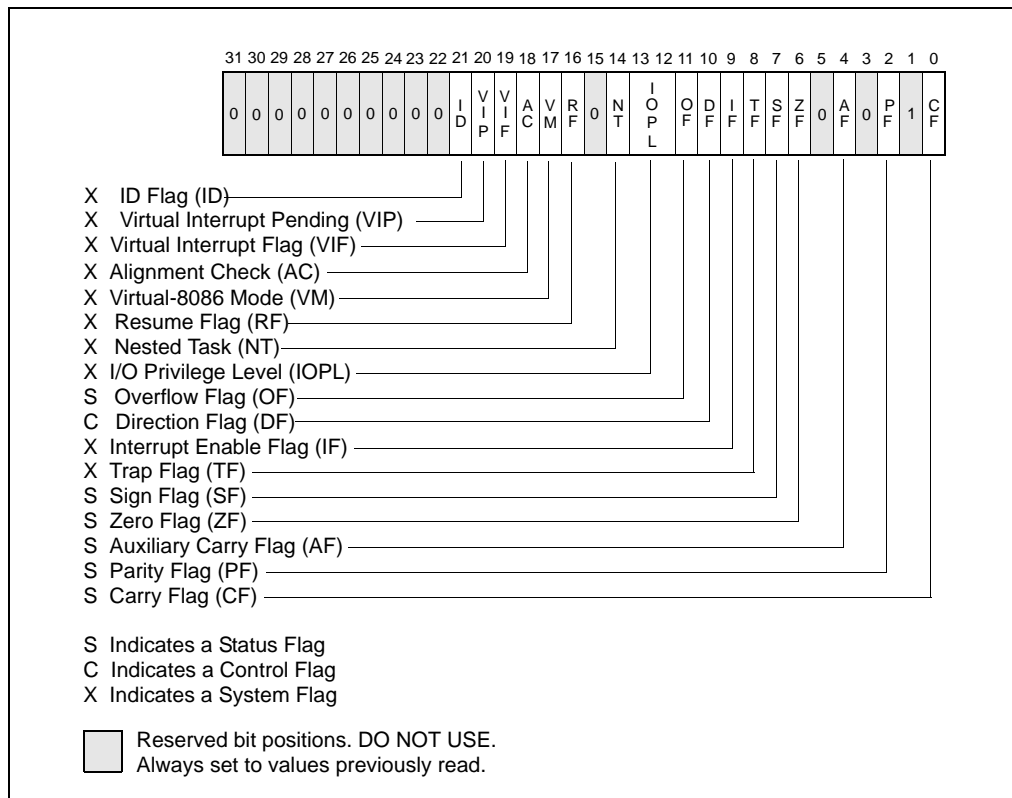 31 30 29 28 27 26 25 24 23 22 21 20 19 18 17 16 15 14 13 12 11 10 9 8 7 6 5 4 3 2 1 0
0 0 0 0 0 0 0 0 0 0 ID VIP VIF AC VM RF 0 NT IOPL OF DF IF TF SF ZF 0 AF 0 PF 1 CF
X ID Flag (ID)
X Virtual Interrupt Pending (VIP)
X Virtual Interrupt Flag (VIF)
X Alignment Check (AC)
X Virtual-8086 Mode (VM)
X Resume Flag (RF)
X Nested Task (NT)
X I/O Privilege Level (IOPL)
S Overflow Flag (OF)
C Direction Flag (DF)
X Interrupt Enable Flag (IF)
X Trap Flag (TF)
S Sign Flag (SF)
S Zero Flag (ZF)
S Auxiliary Carry Flag (AF)
S Parity Flag (PF)
S Carry Flag (CF)
S Indicates a Status Flag
C Indicates a Control Flag
X Indicates a System Flag
Reserved bit positions. DO NOT USE.
Always set to values previously read.